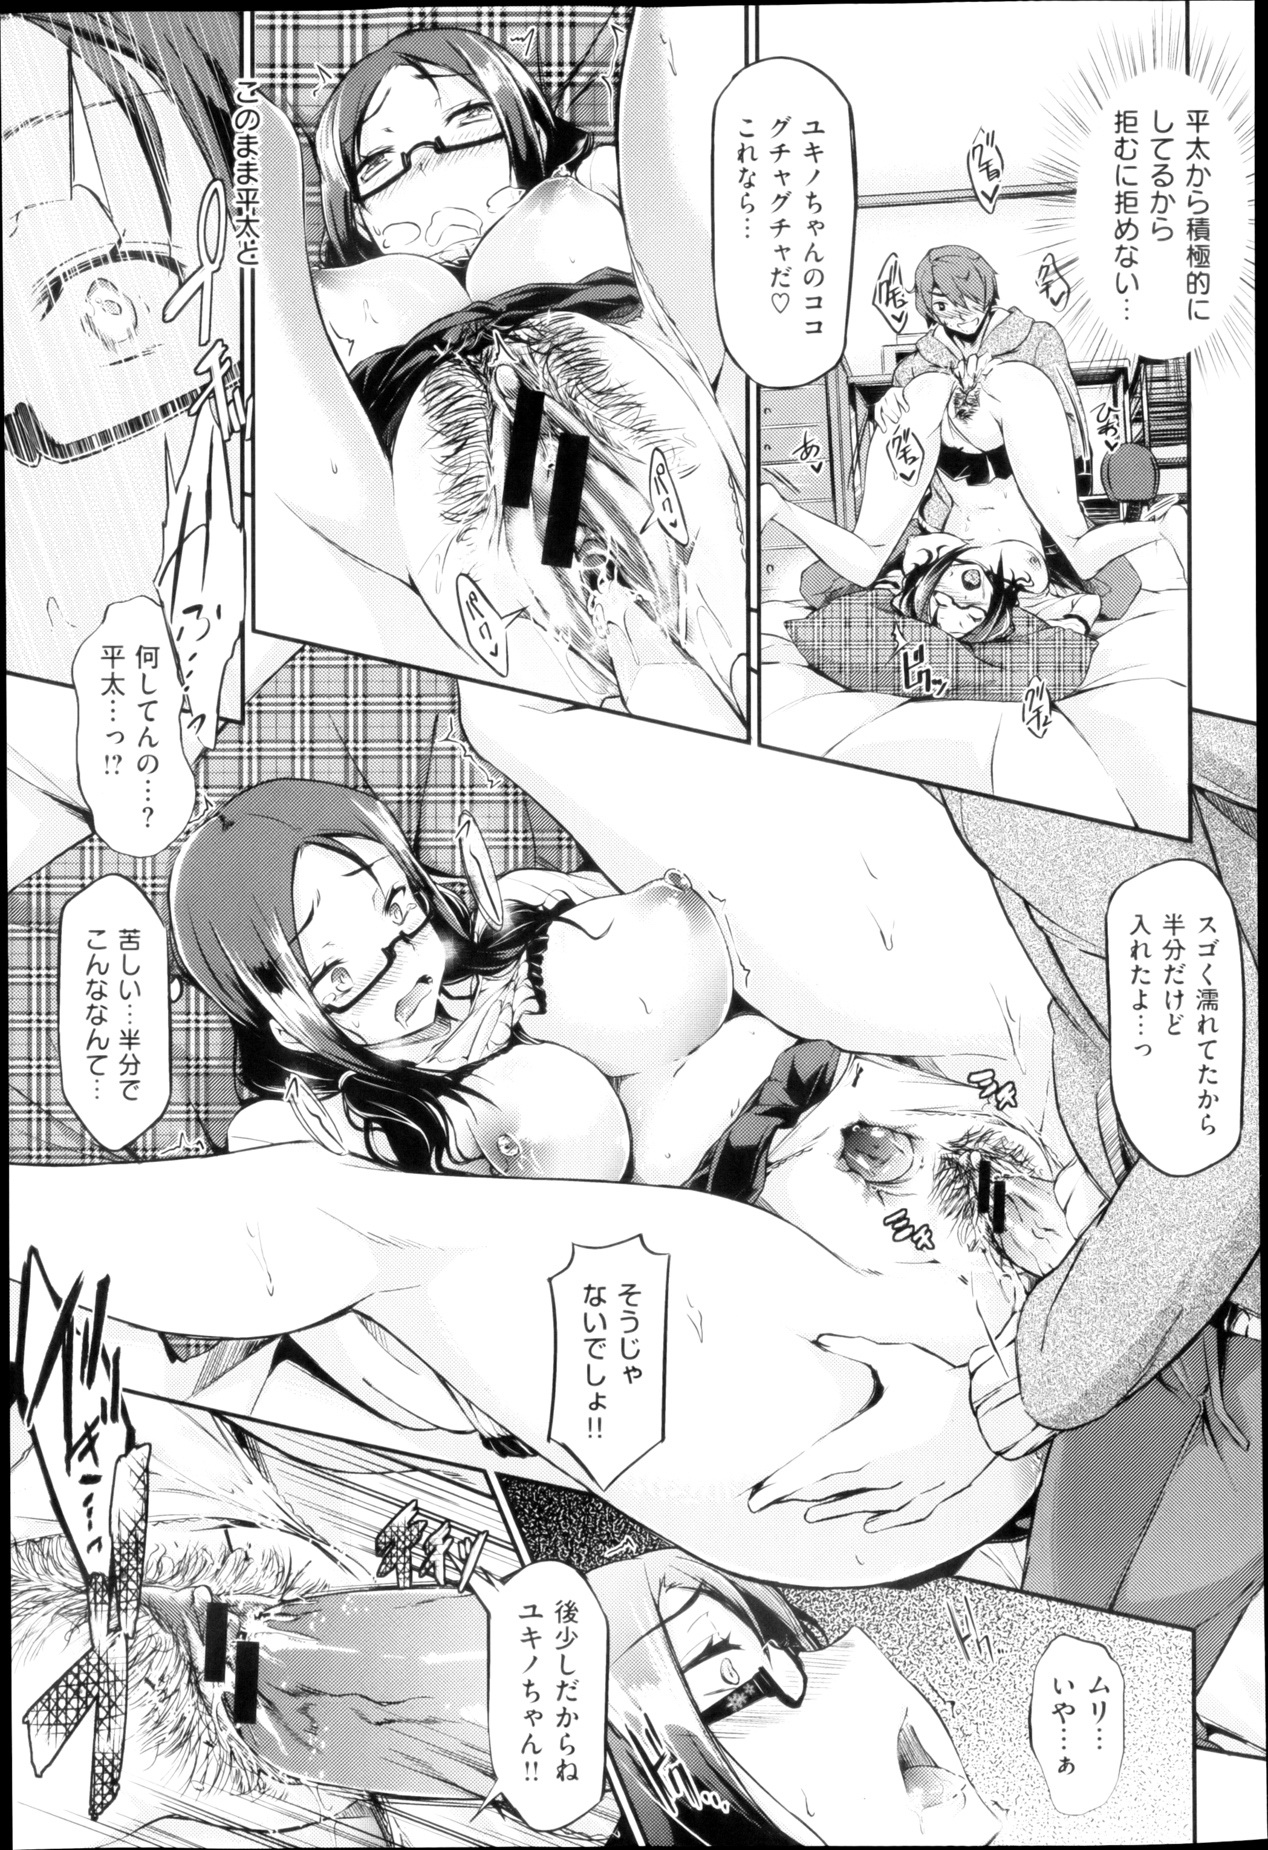 平太から積極的に
してるから
拒むに拒めない…
ユキノちゃんのココ
グチャグチャだ♡
これなら…
このまま平太と
何してんの…？
平太…っ!?
スゴく濡れてたから
半分だけど
入れたよ…っ
苦しい…半分で
こんななんて…
そうじゃ
ないでしょ!!
ムリ…
いや…ぁ
後少しだからね
ユキノちゃん!!